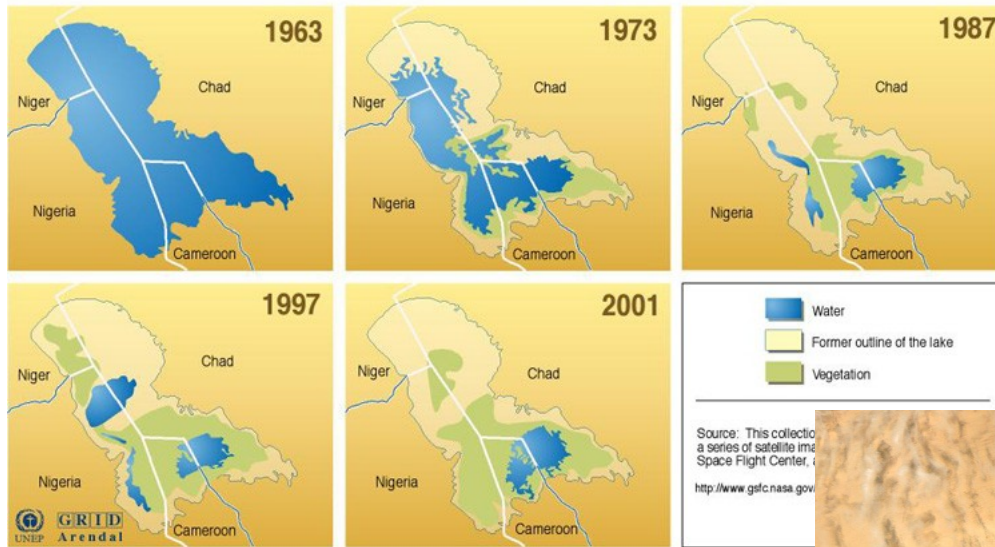 1963
Chad
Niger
Nigeria
Cameroon
1973
Chad
Niger
Nigeria
Cameroon
1987
Chad
Niger
Nigeria
Cameroon
1997
Chad
Niger
Nigeria
Cameroon
UNEP
GRID
Arendal
2001
Chad
Niger
Nigeria
Cameroon
Water
Former outline of the lake
Vegetation
Source: This collectio
a series of satellite ima
Space Flight Center,
http://www.gsfc.nasa.gov/